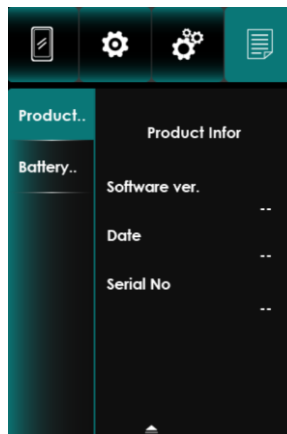 Product..
Product Infor
Battery..
Software ver.
--
Date
--
Serial No
--